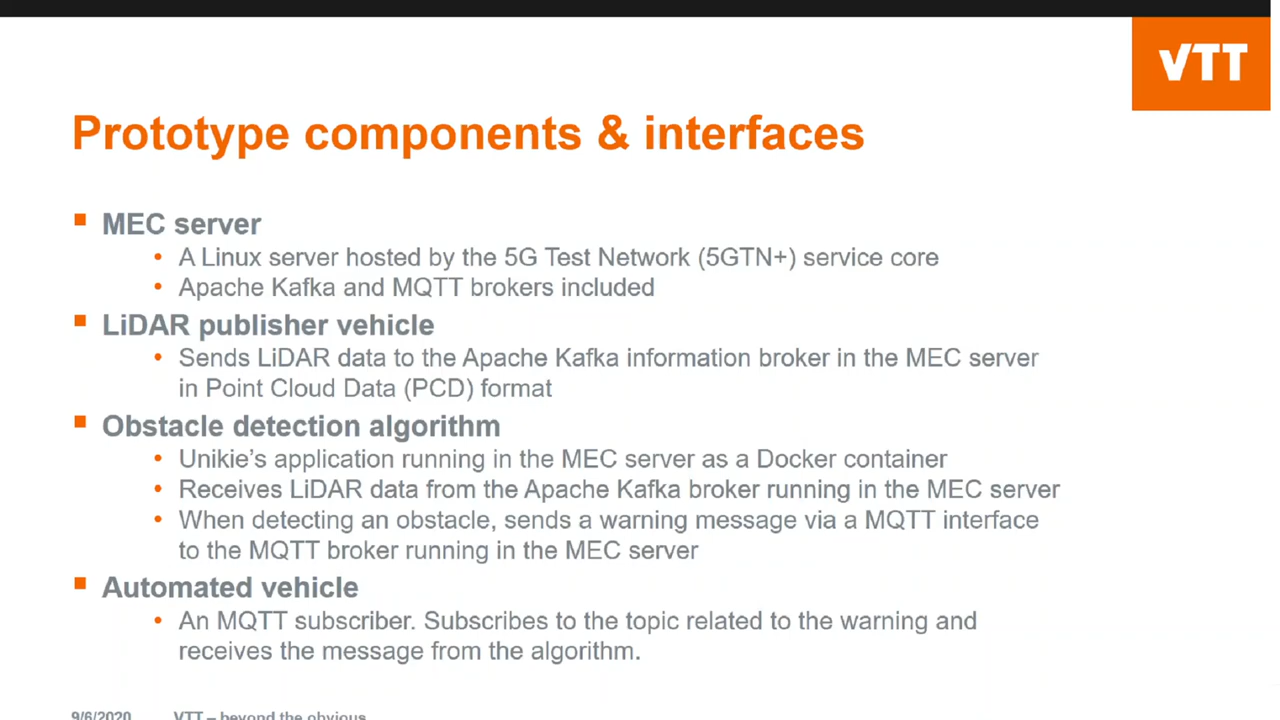 VTT
Prototype components & interfaces
MEC server
A Linux server hosted by the 5G Test Network (5GTN+) service core
Apache Kafka and MQTT brokers included
LiDAR publisher vehicle
Sends LiDAR data to the Apache Kafka information broker in the MEC server
in Point Cloud Data (PCD) format
Obstacle detection algorithm
Unikie's application running in the MEC server as a Docker container
Receives LiDAR data from the Apache Kafka broker running in the MEC server
When detecting an obstacle, sends a warning message via a MQTT interface
to the MQTT broker running in the MEC server
Automated vehicle
An MQTT subscriber. Subscribes to the topic related to the warning and
receives the message from the algorithm.
9/6/2020 VTT – beyond the obvious